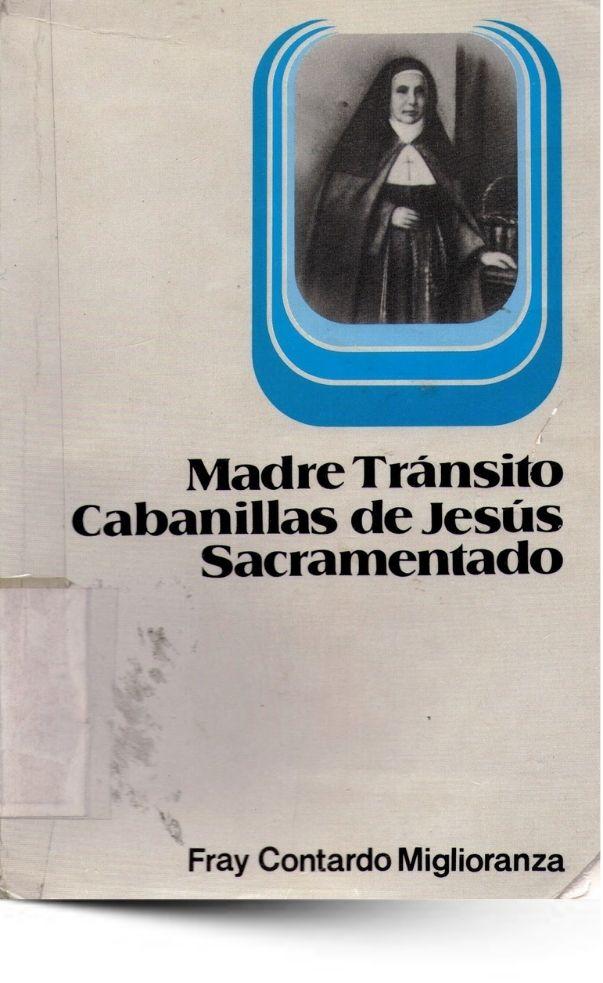 Madre Tránsito
Cabanillas de Jesús
Sacramentado
Fray Contardo Miglioranza